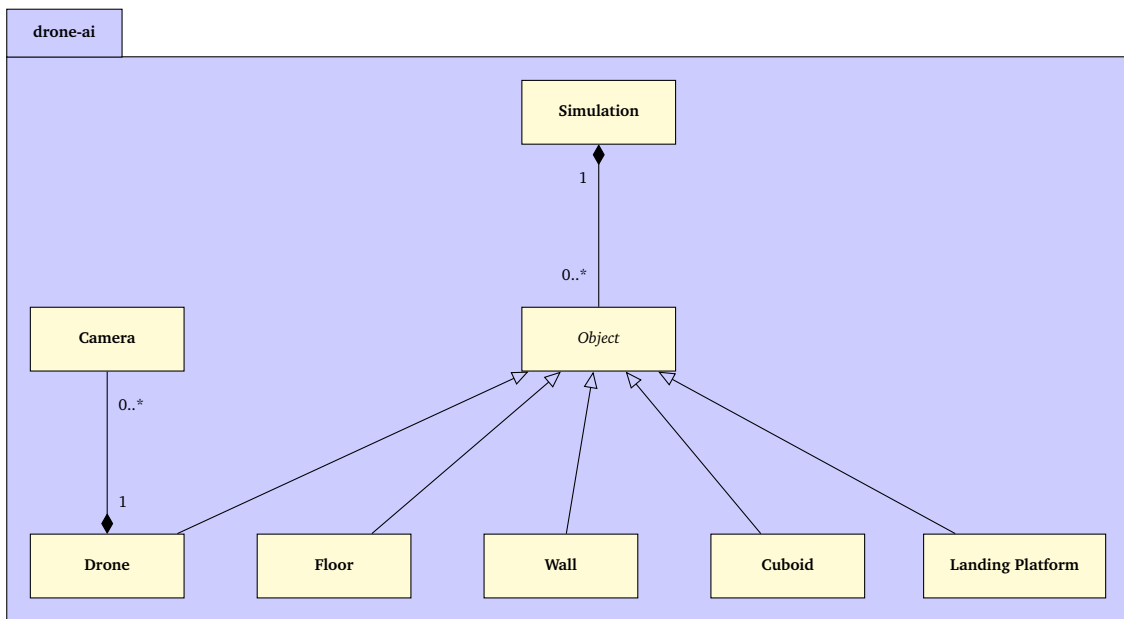 drone-ai
Simulation
1
0..*
Camera
Object
0..*
1
Drone
Floor
Wall
Cuboid
Landing Platform